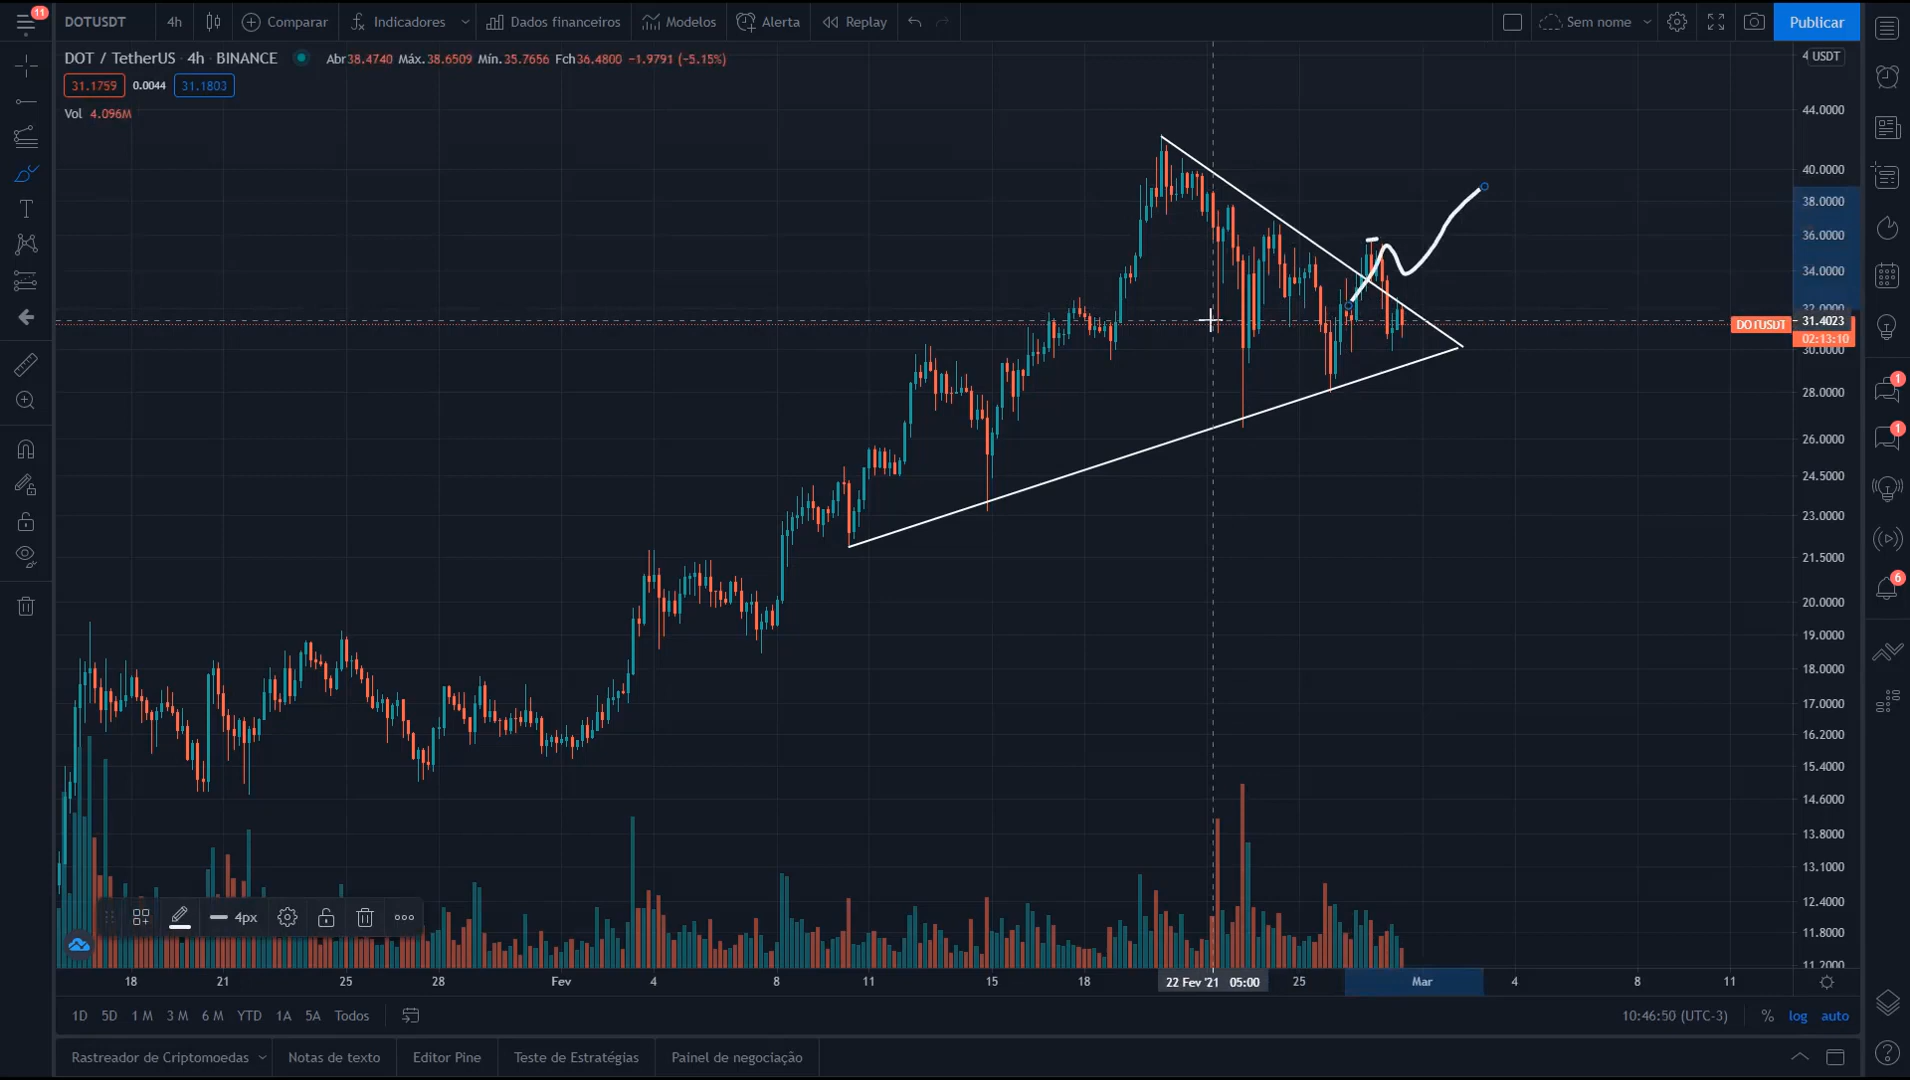 11
DOTUSDT
4h
Comparar
Indicadores
Dados financeiros
Modelos
Alerta
Replay
Sem nome
Publicar
DOT / TetherUS · 4h · BINANCE
Abr38.4740 Máx.38.6509 Mín.35.7656 Fch36.4800 −1.9791 (−5.15%)
31.1759
0.0044
31.1803
Vol 4.096M
4 USDT
44.0000
40.0000
38.0000
36.0000
34.0000
32.0000
DOTUSDT
31.4023
02:13:10
30.0000
28.0000
26.0000
24.5000
23.0000
21.5000
20.0000
19.0000
18.0000
17.0000
16.2000
15.4000
14.6000
13.8000
13.1000
12.4000
11.8000
11.2000
1
1
6
4px
18
21
25
28
Fev
4
8
11
15
18
22 Fev '21 05:00
25
Mar
4
8
11
1D 5D 1 M 3 M 6 M YTD 1A 5A Todos
10:46:50 (UTC-3)
%
log
auto
Rastreador de Criptomoedas
Notas de texto
Editor Pine
Teste de Estratégias
Painel de negociação